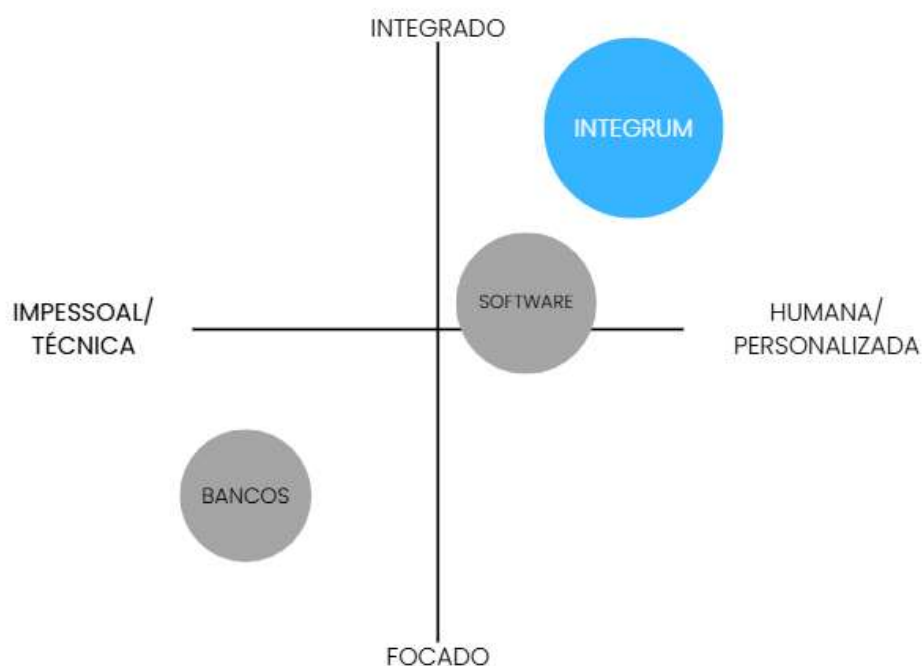 INTEGRADO
INTEGRUM
SOFTWARE
IMPESSOAL/
TÉCNICA
HUMANA/
PERSONALIZADA
BANCOS
FOCADO